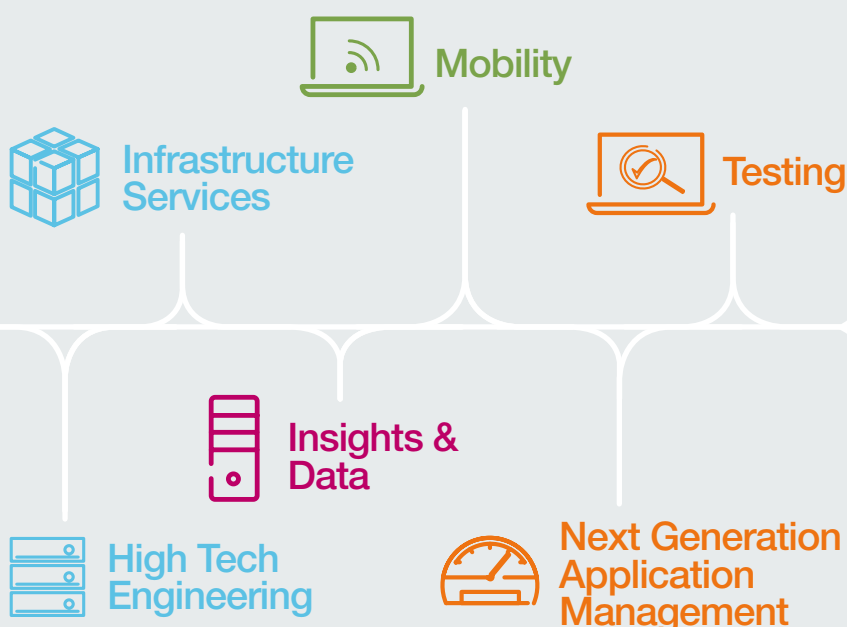 Mobility
Infrastructure
Services
Testing
Insights &
Data
High Tech
Engineering
Next Generation
Application
Management